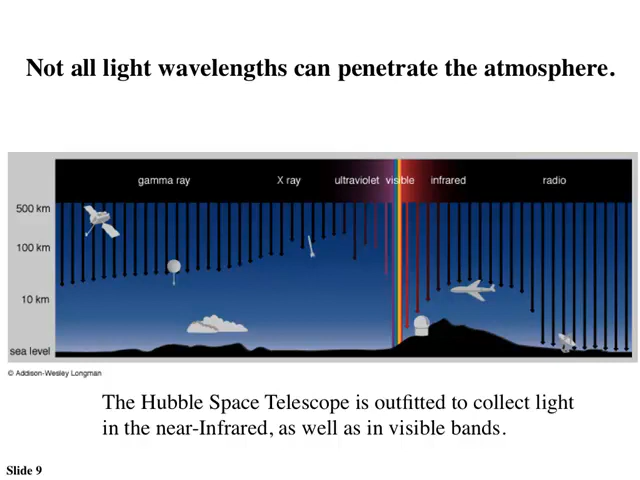 Not all light wavelengths can penetrate the atmosphere.
gamma ray X ray ultraviolet visible infrared radio
500 km
100 km
10 km
sea level
© Addison-Wesley Longman
The Hubble Space Telescope is outfitted to collect light
in the near-Infrared, as well as in visible bands.
Slide 9